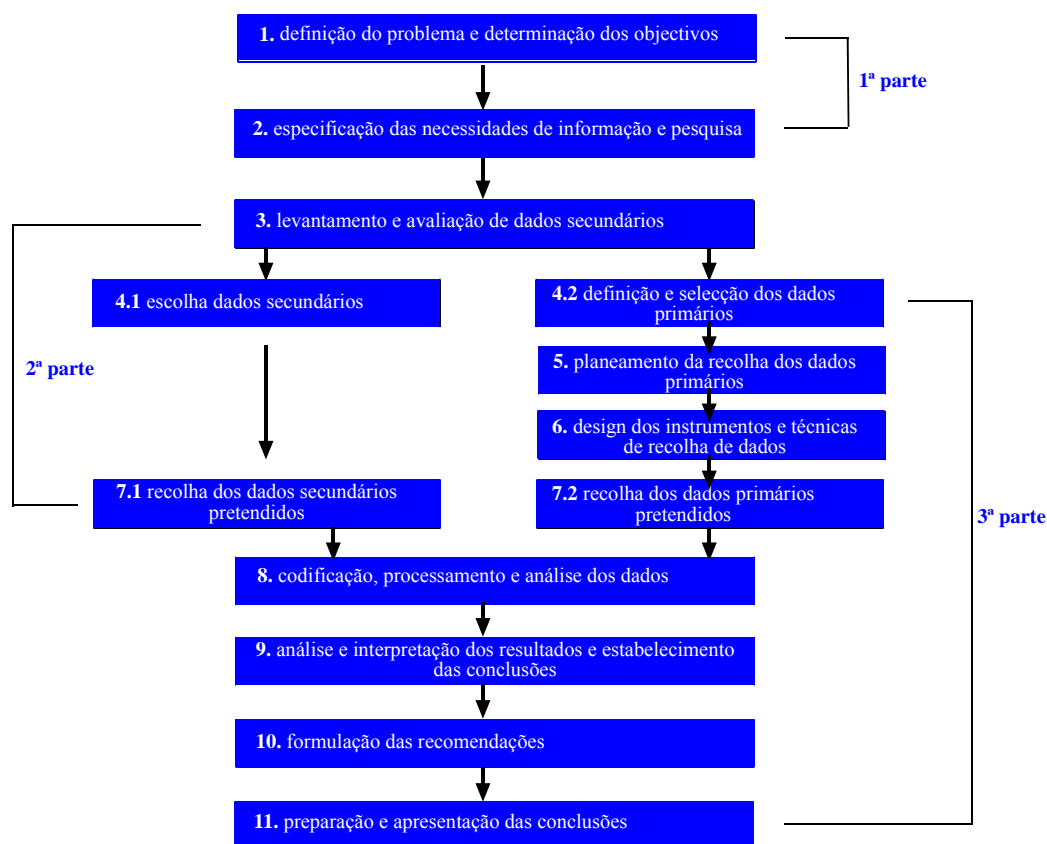 1. definição do problema e determinação dos objectivos
1ª parte
2. especificação das necessidades de informação e pesquisa
3. levantamento e avaliação de dados secundários
4.1 escolha dados secundários
4.2 definição e selecção dos dados
primários
2ª parte
5. planeamento da recolha dos dados
primários
6. design dos instrumentos e técnicas
de recolha de dados
7.1 recolha dos dados secundários
pretendidos
7.2 recolha dos dados primários
pretendidos
3ª parte
8. codificação, processamento e análise dos dados
9. análise e interpretação dos resultados e estabelecimento
das conclusões
10. formulação das recomendações
11. preparação e apresentação das conclusões